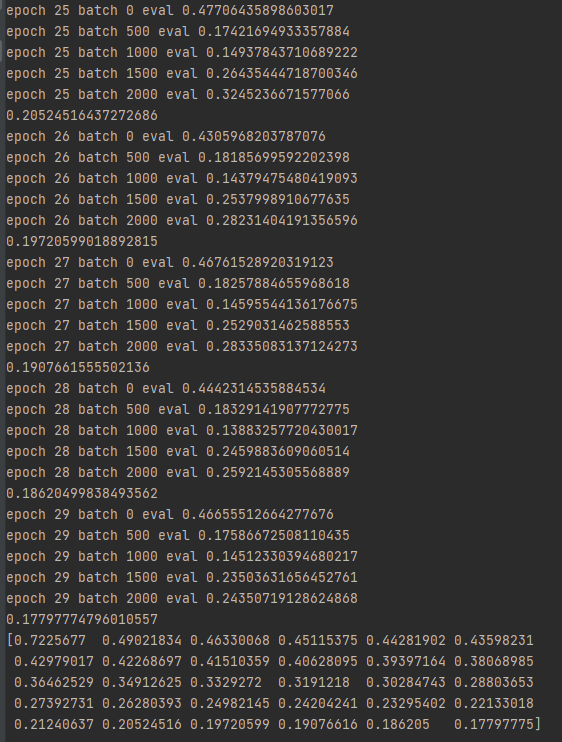 epoch 25 batch 0 eval 0.47706435898603017
epoch 25 batch 500 eval 0.17421694933357884
epoch 25 batch 1000 eval 0.14937843710689222
epoch 25 batch 1500 eval 0.26435444718700346
epoch 25 batch 2000 eval 0.3245236671577066
0.20524516437272686
epoch 26 batch 0 eval 0.4305968203787076
epoch 26 batch 500 eval 0.18185699592202398
epoch 26 batch 1000 eval 0.14379475480419093
epoch 26 batch 1500 eval 0.2537998910677635
epoch 26 batch 2000 eval 0.28231404191356596
0.19720599018892815
epoch 27 batch 0 eval 0.46761528920319123
epoch 27 batch 500 eval 0.18257884655968618
epoch 27 batch 1000 eval 0.14595544136176675
epoch 27 batch 1500 eval 0.2529031462588553
epoch 27 batch 2000 eval 0.28335083137124273
0.1907661555502136
epoch 28 batch 0 eval 0.4442314535884534
epoch 28 batch 500 eval 0.18329141907772775
epoch 28 batch 1000 eval 0.13883257720430017
epoch 28 batch 1500 eval 0.2459883609060514
epoch 28 batch 2000 eval 0.2592145305568889
0.18620499838493562
epoch 29 batch 0 eval 0.46655512664277676
epoch 29 batch 500 eval 0.17586672508110435
epoch 29 batch 1000 eval 0.14512330394680217
epoch 29 batch 1500 eval 0.23503631656452761
epoch 29 batch 2000 eval 0.24350719128624868
0.17797774796010557
[0.7225677  0.49021834 0.46330068 0.45115375 0.44281902 0.43598231
 0.42979017 0.42268697 0.41510359 0.40628095 0.39397164 0.38068985
 0.36462529 0.34912625 0.3329272  0.3191218  0.30284743 0.28803653
 0.27392731 0.26280393 0.24982145 0.24204241 0.23295402 0.22133018
 0.21240637 0.20524516 0.19720599 0.19076616 0.186205   0.17797775]